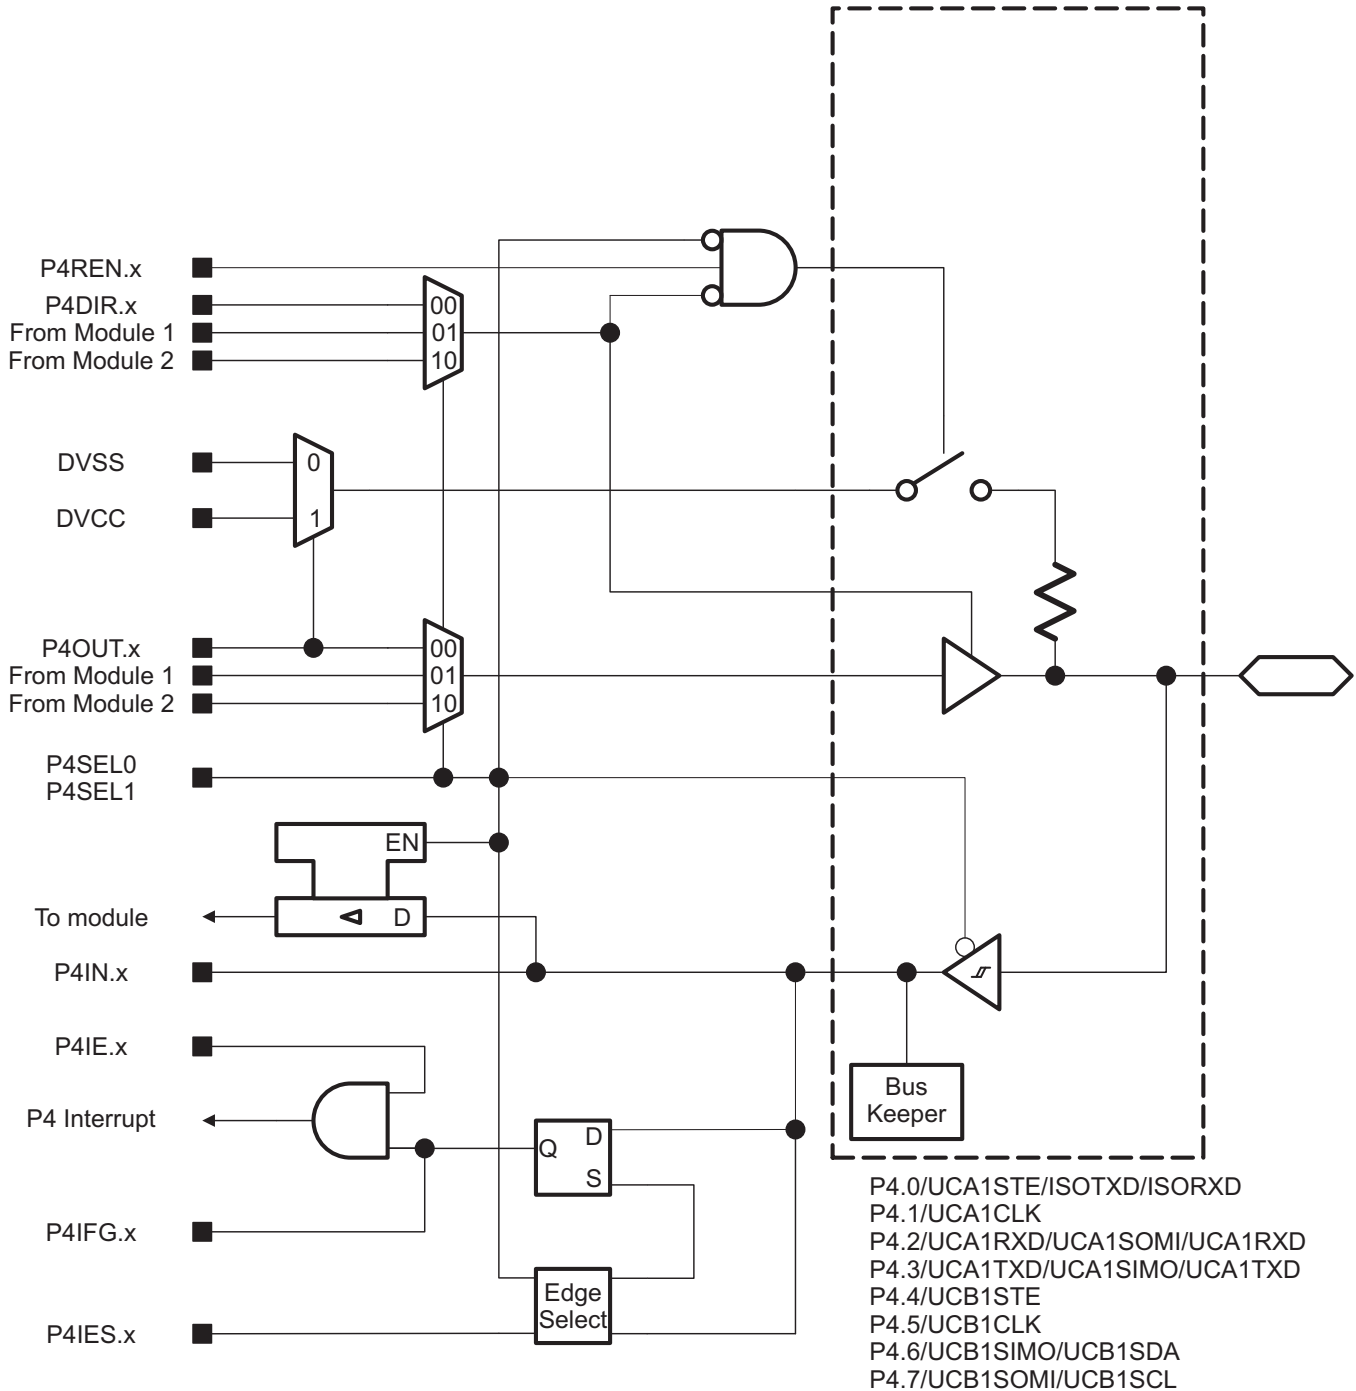 P4REN.x
P4DIR.x
From Module 1
From Module 2
00
01
10
DVSS
DVCC
0
1
P4OUT.x
From Module 1
From Module 2
00
01
10
P4SEL0
P4SEL1
EN
To module
D
P4IN.x
P4IE.x
Bus
Keeper
P4 Interrupt
Q
D
S
P4IFG.x
Edge
Select
P4IES.x
P4.0/UCA1STE/ISOTXD/ISORXD
P4.1/UCA1CLK
P4.2/UCA1RXD/UCA1SOMI/UCA1RXD
P4.3/UCA1TXD/UCA1SIMO/UCA1TXD
P4.4/UCB1STE
P4.5/UCB1CLK
P4.6/UCB1SIMO/UCB1SDA
P4.7/UCB1SOMI/UCB1SCL